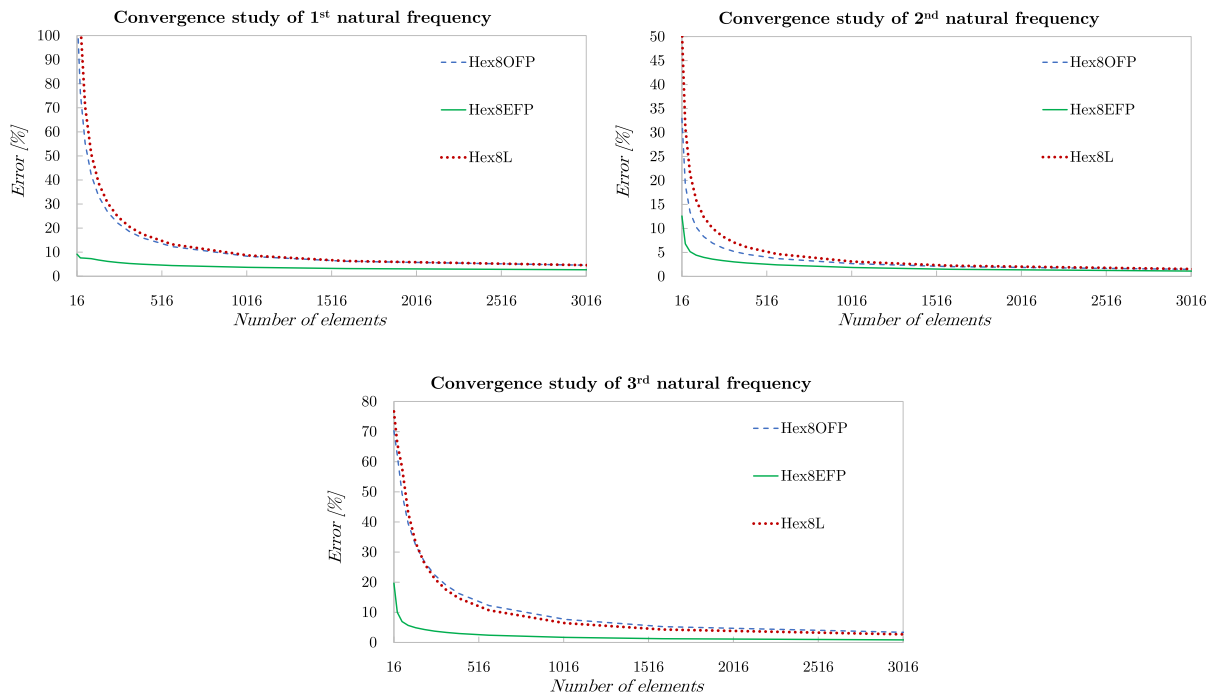 Convergence study of 1st natural frequency
100
90
80
70
60
50
40
30
20
10
0
Error [%]
Hex8OFP
Hex8EFP
Hex8L
16 516 1016 1516 2016 2516 3016
Number of elements
Convergence study of 2nd natural frequency
50
45
40
35
30
25
20
15
10
5
0
Error [%]
Hex8OFP
Hex8EFP
Hex8L
16 516 1016 1516 2016 2516 3016
Number of elements
Convergence study of 3rd natural frequency
80
70
60
50
40
30
20
10
0
Error [%]
Hex8OFP
Hex8EFP
Hex8L
16 516 1016 1516 2016 2516 3016
Number of elements